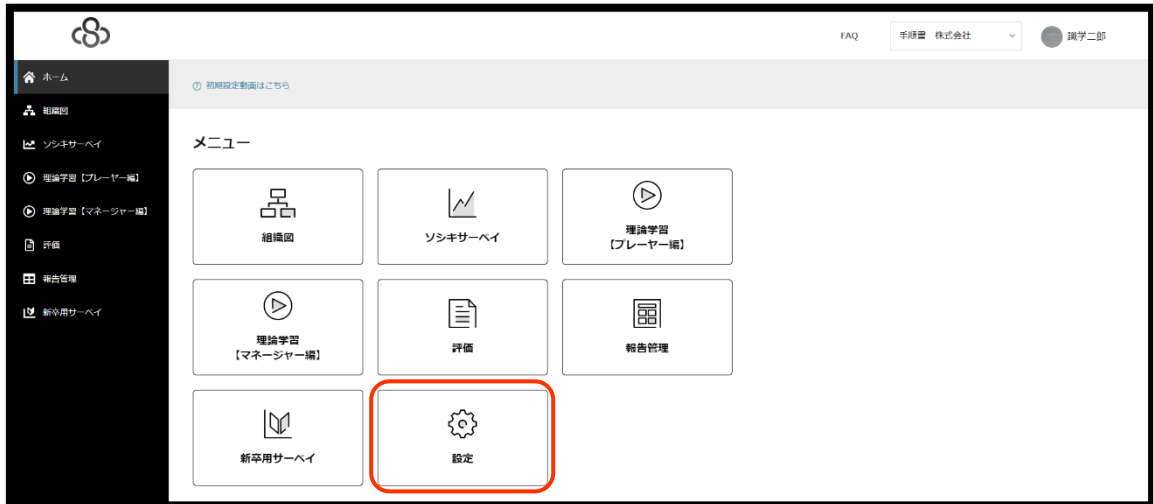 FAQ
手順書 株式会社
識学二郎
ホーム
組織図
ソシキサーベイ
理論学習【プレーヤー編】
理論学習【マネージャー編】
評価
報告管理
新卒用サーベイ
初期設定動画はこちら
メニュー
組織図
ソシキサーベイ
理論学習
【プレーヤー編】
理論学習
【マネージャー編】
評価
報告管理
新卒用サーベイ
設定